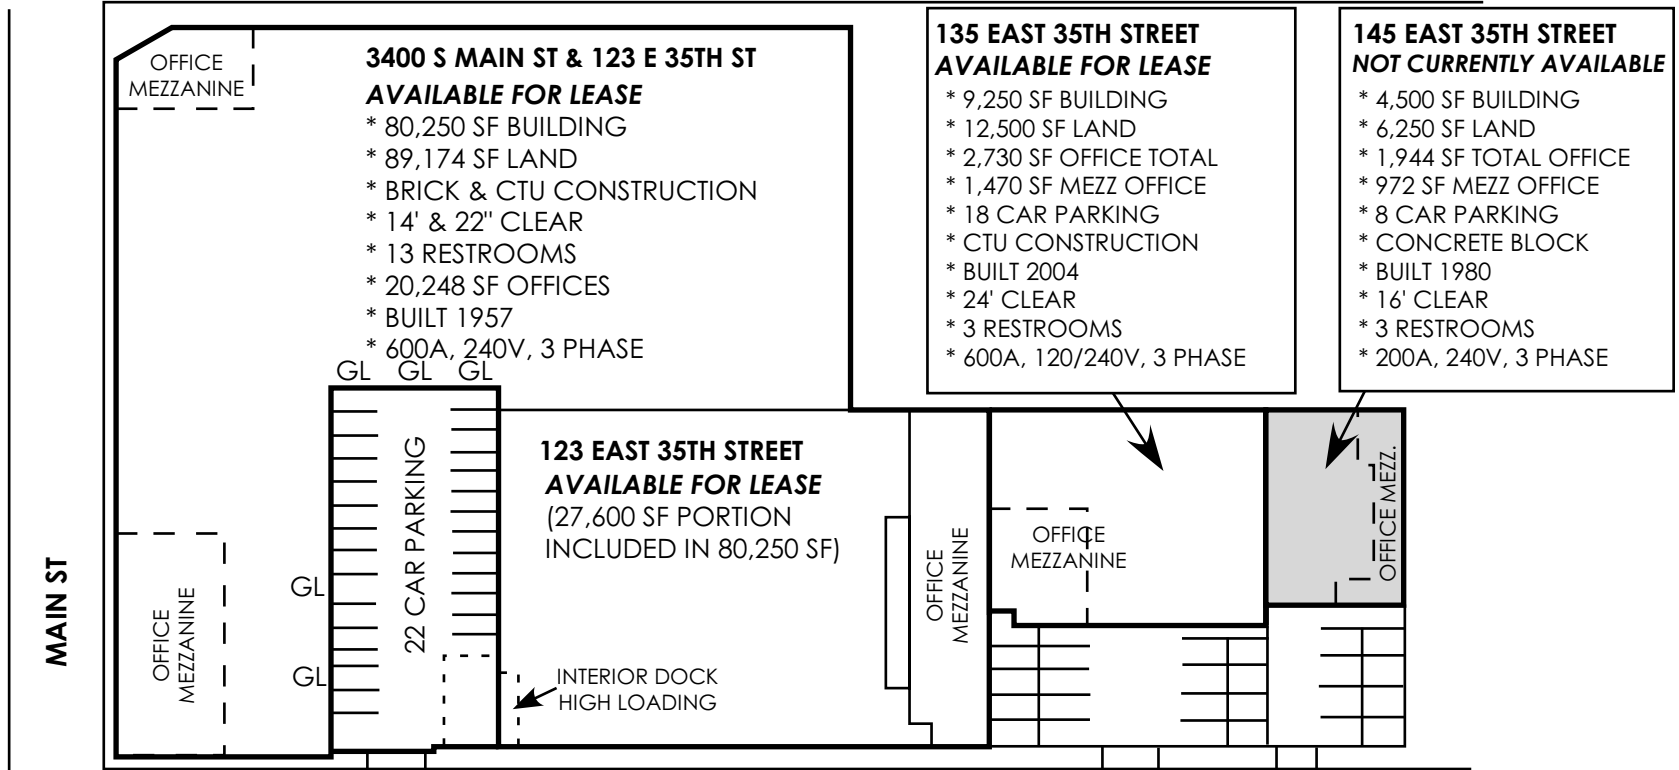 OFFICE
MEZZANINE
3400 S MAIN ST & 123 E 35TH ST
AVAILABLE FOR LEASE
* 80,250 SF BUILDING
* 89,174 SF LAND
* BRICK & CTU CONSTRUCTION
* 14' & 22" CLEAR
* 13 RESTROOMS
* 20,248 SF OFFICES
* BUILT 1957
* 600A, 240V, 3 PHASE
135 EAST 35TH STREET
AVAILABLE FOR LEASE
* 9,250 SF BUILDING
* 12,500 SF LAND
* 2,730 SF OFFICE TOTAL
* 1,470 SF MEZZ OFFICE
* 18 CAR PARKING
* CTU CONSTRUCTION
* BUILT 2004
* 24' CLEAR
* 3 RESTROOMS
* 600A, 120/240V, 3 PHASE
145 EAST 35TH STREET
NOT CURRENTLY AVAILABLE
* 4,500 SF BUILDING
* 6,250 SF LAND
* 1,944 SF TOTAL OFFICE
* 972 SF MEZZ OFFICE
* 8 CAR PARKING
* CONCRETE BLOCK
* BUILT 1980
* 16' CLEAR
* 3 RESTROOMS
* 200A, 240V, 3 PHASE
GL GL GL
22 CAR PARKING
123 EAST 35TH STREET
AVAILABLE FOR LEASE
(27,600 SF PORTION
INCLUDED IN 80,250 SF)
OFFICE
MEZZANINE
OFFICE
MEZZANINE
OFFICE MEZZ.
MAIN ST
OFFICE
MEZZANINE
GL
GL
INTERIOR DOCK
HIGH LOADING